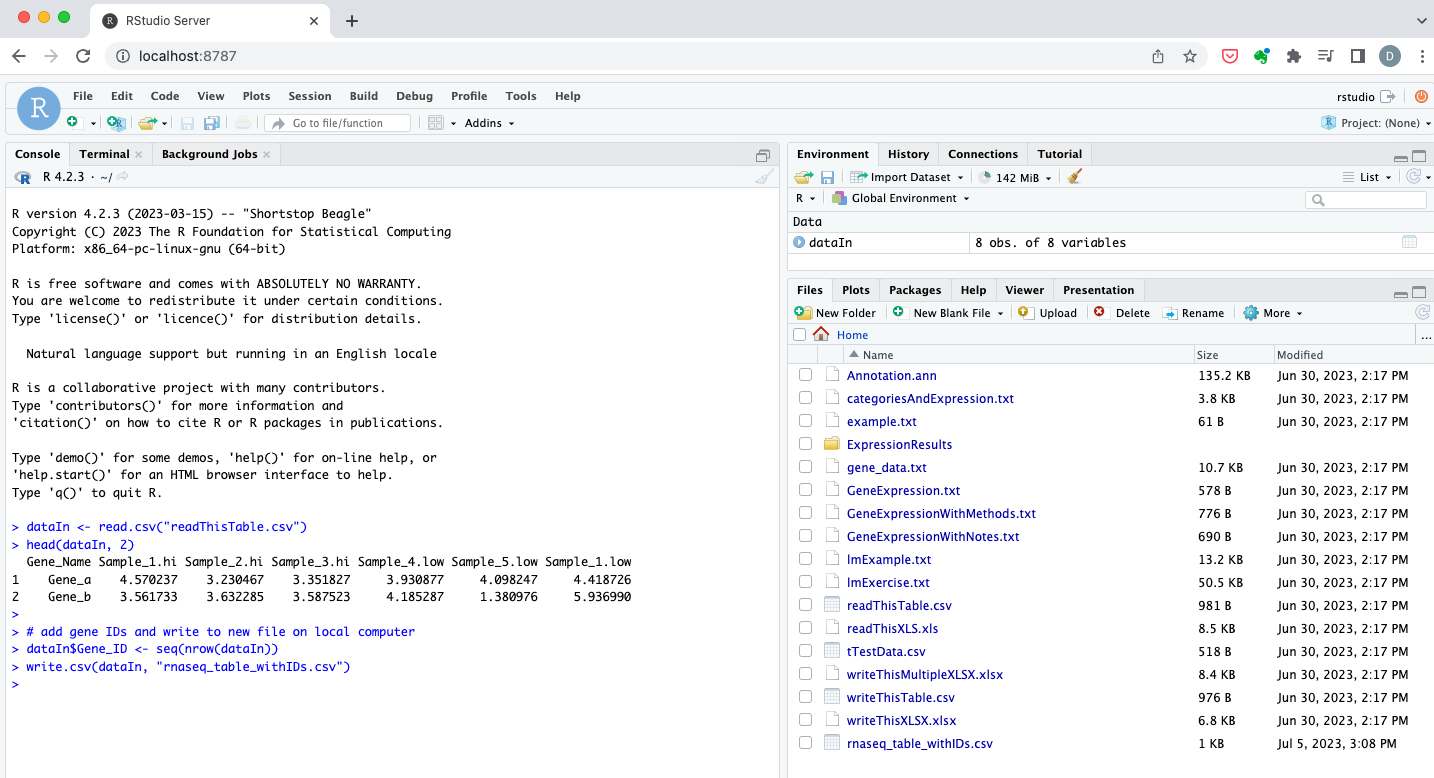 RStudio Server
localhost:8787
D
R
File Edit Code View Plots Session Build Debug Profile Tools Help
rstudio
Go to file/function
Addins
Project: (None)
Console Terminal Background Jobs
R 4.2.3 · ~/
R version 4.2.3 (2023-03-15) -- "Shortstop Beagle"
Copyright (C) 2023 The R Foundation for Statistical Computing
Platform: x86_64-pc-linux-gnu (64-bit)
R is free software and comes with ABSOLUTELY NO WARRANTY.
You are welcome to redistribute it under certain conditions.
Type 'license()' or 'licence()' for distribution details.
Natural language support but running in an English locale
R is a collaborative project with many contributors.
Type 'contributors()' for more information and
'citation()' on how to cite R or R packages in publications.
Type 'demo()' for some demos, 'help()' for on-line help, or
'help.start()' for an HTML browser interface to help.
Type 'q()' to quit R.
> dataIn <- read.csv("readThisTable.csv")
> head(dataIn, 2)
Gene_Name Sample_1.hi Sample_2.hi Sample_3.hi Sample_4.low Sample_5.low Sample_1.low
1 Gene_a 4.570237 3.230467 3.351827 3.930877 4.098247 4.418726
2 Gene_b 3.561733 3.632285 3.587523 4.185287 1.380976 5.936990
>
> # add gene IDs and write to new file on local computer
> dataIn$Gene_ID <- seq(nrow(dataIn))
> write.csv(dataIn, "rnaseq_table_withIDs.csv")
>
Environment History Connections Tutorial
Import Dataset 142 MiB List
R Global Environment
Data
dataIn 8 obs. of 8 variables
Files Plots Packages Help Viewer Presentation
New Folder New Blank File Upload Delete Rename More
Home ...
Name Size Modified
Annotation.ann 135.2 KB Jun 30, 2023, 2:17 PM
categoriesAndExpression.txt 3.8 KB Jun 30, 2023, 2:17 PM
example.txt 61 B Jun 30, 2023, 2:17 PM
ExpressionResults
gene_data.txt 10.7 KB Jun 30, 2023, 2:17 PM
GeneExpression.txt 578 B Jun 30, 2023, 2:17 PM
GeneExpressionWithMethods.txt 776 B Jun 30, 2023, 2:17 PM
GeneExpressionWithNotes.txt 690 B Jun 30, 2023, 2:17 PM
lmExample.txt 13.2 KB Jun 30, 2023, 2:17 PM
lmExercise.txt 50.5 KB Jun 30, 2023, 2:17 PM
readThisTable.csv 981 B Jun 30, 2023, 2:17 PM
readThisXLS.xls 8.5 KB Jun 30, 2023, 2:17 PM
tTestData.csv 518 B Jun 30, 2023, 2:17 PM
writeThisMultipleXLSX.xlsx 8.4 KB Jun 30, 2023, 2:17 PM
writeThisTable.csv 976 B Jun 30, 2023, 2:17 PM
writeThisXLSX.xlsx 6.8 KB Jun 30, 2023, 2:17 PM
rnaseq_table_withIDs.csv 1 KB Jul 5, 2023, 3:08 PM